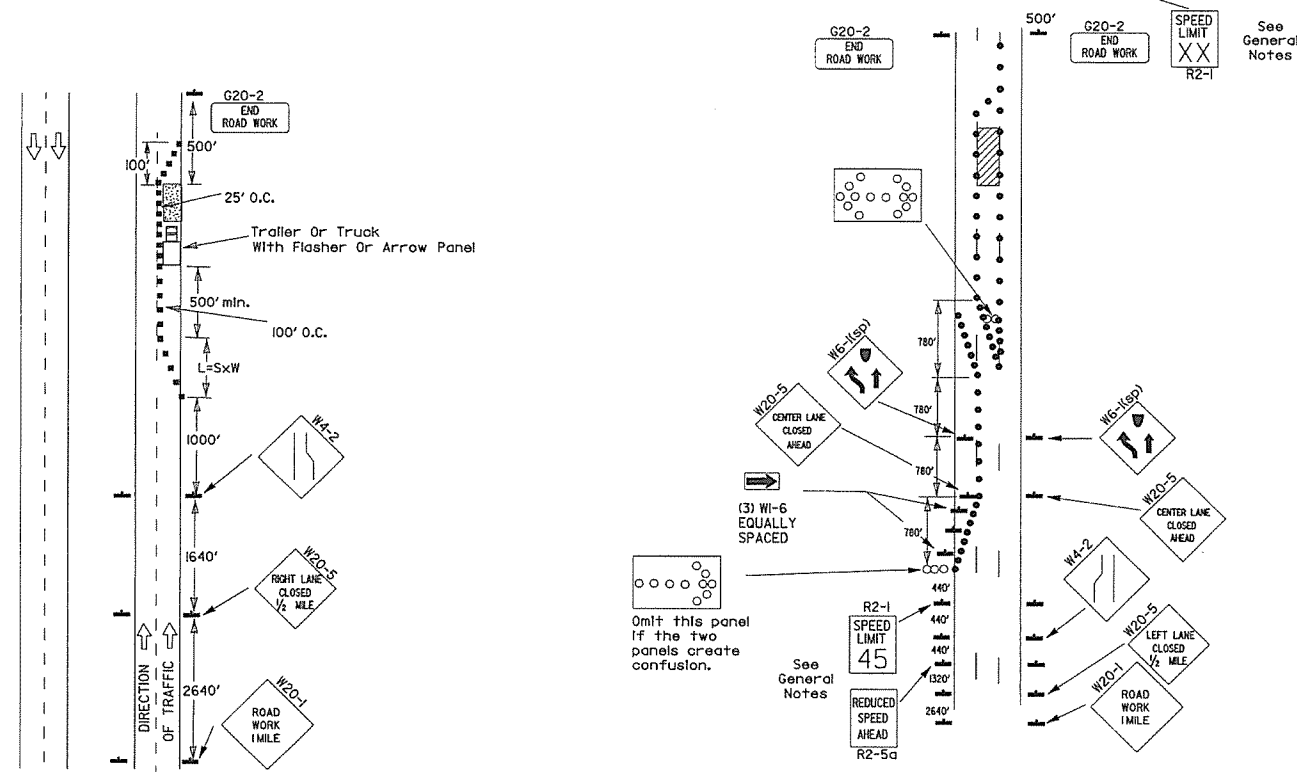 G20-2
END
ROAD WORK
500'
100'
25' O.C.
Trailer Or Truck
With Flasher Or Arrow Panel
500' min.
100' O.C.
L=SxW
1000'
W4-2
1640'
W20-5
RIGHT LANE
CLOSED
1/2 MILE
2640'
DIRECTION
OF TRAFFIC
W20-1
ROAD
WORK
1 MILE
G20-2
END
ROAD WORK
500'
G20-2
END
ROAD WORK
SPEED
LIMIT
XX
R2-1
See
General
Notes
780'
W6-1(sp)
780'
W20-5
CENTER LANE
CLOSED
AHEAD
780'
(3) W1-6
EQUALLY
SPACED
780'
W6-1(sp)
W20-5
CENTER LANE
CLOSED
AHEAD
Omit this panel
if the two
panels create
confusion.
440'
R2-1
SPEED
LIMIT
45
440'
440'
See
General
Notes
1320'
2640'
REDUCED
SPEED
AHEAD
R2-5a
W4-2
W20-5
LEFT LANE
CLOSED
1/2 MILE
W20-1
ROAD
WORK
1 MILE